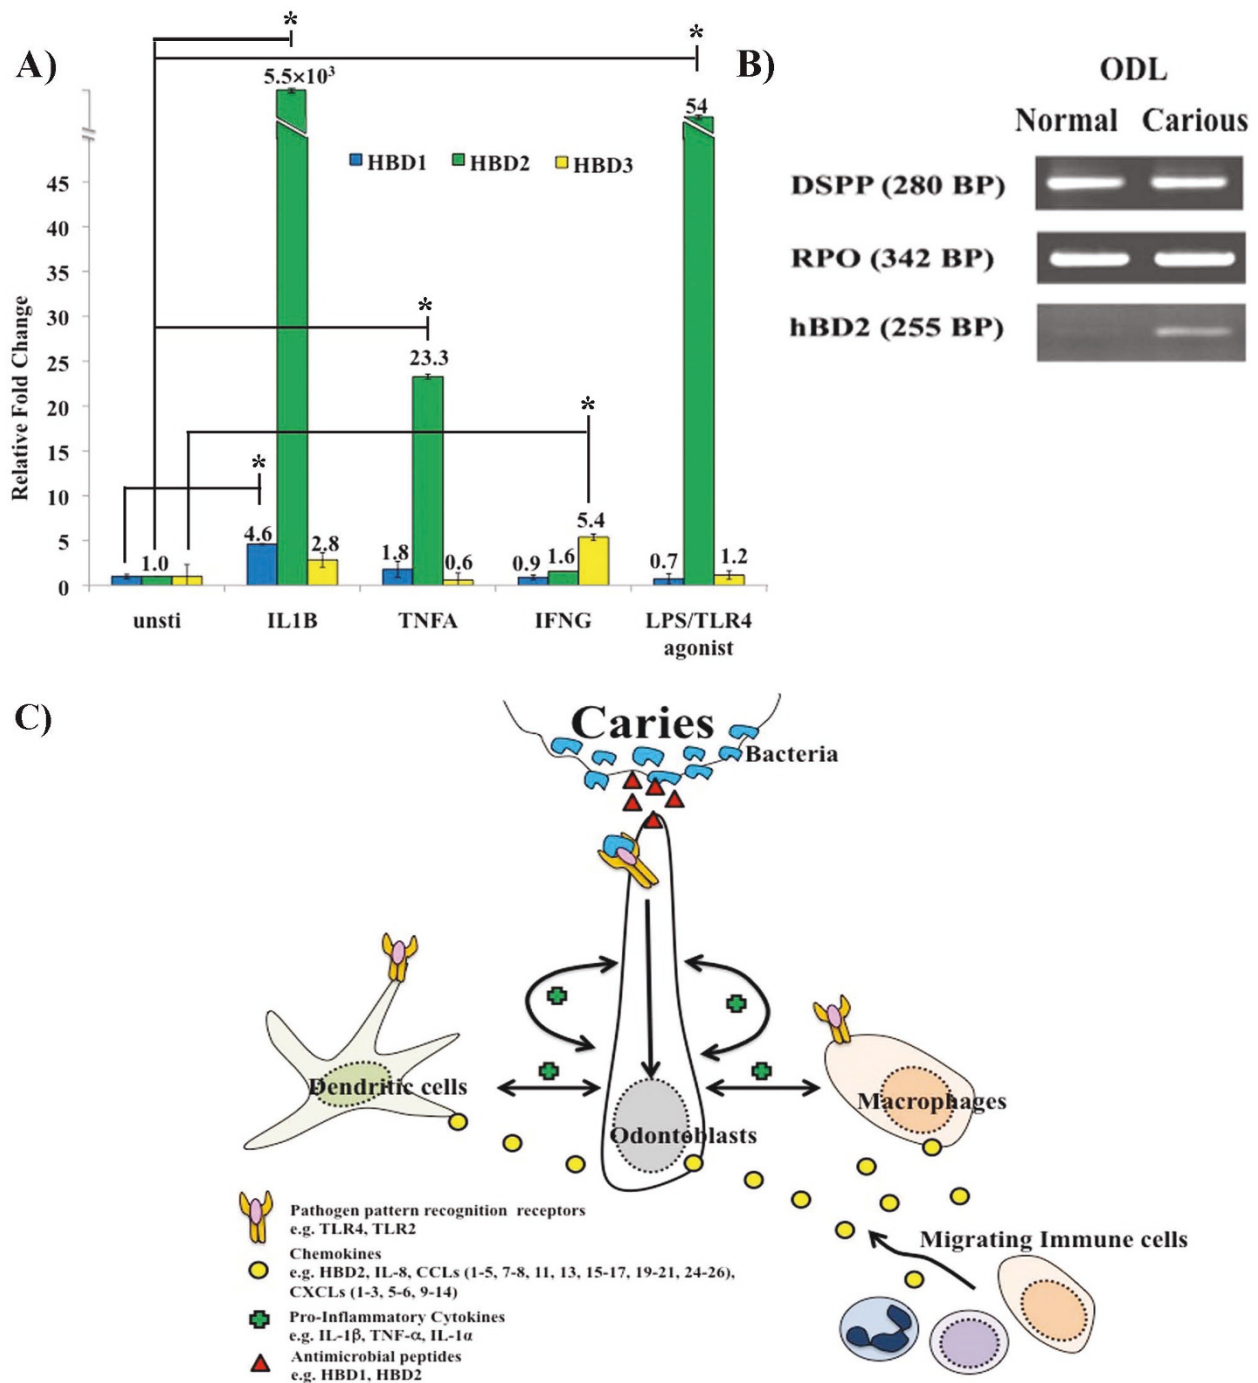 A)
*
*
5.5×10³
54
HBD1 HBD2 HBD3
Relative Fold Change
45
40
35
30
25
20
15
10
5
0
*
23.3
*
*
1.0
4.6
2.8
1.8
0.6
0.9
1.6
5.4
0.7
1.2
unsti IL1B TNFA IFNG LPS/TLR4
agonist
B)
ODL
Normal Carious
DSPP (280 BP)
RPO (342 BP)
hBD2 (255 BP)
C)
Caries
Bacteria
Dendritic cells
Odontoblasts
Macrophages
Migrating Immune cells
Pathogen pattern recognition receptors
e.g. TLR4, TLR2
Chemokines
e.g. HBD2, IL-8, CCLs (1-5, 7-8, 11, 13, 15-17, 19-21, 24-26),
CXCLs (1-3, 5-6, 9-14)
Pro-Inflammatory Cytokines
e.g. IL-1β, TNF-α, IL-1α
Antimicrobial peptides
e.g. HBD1, HBD2